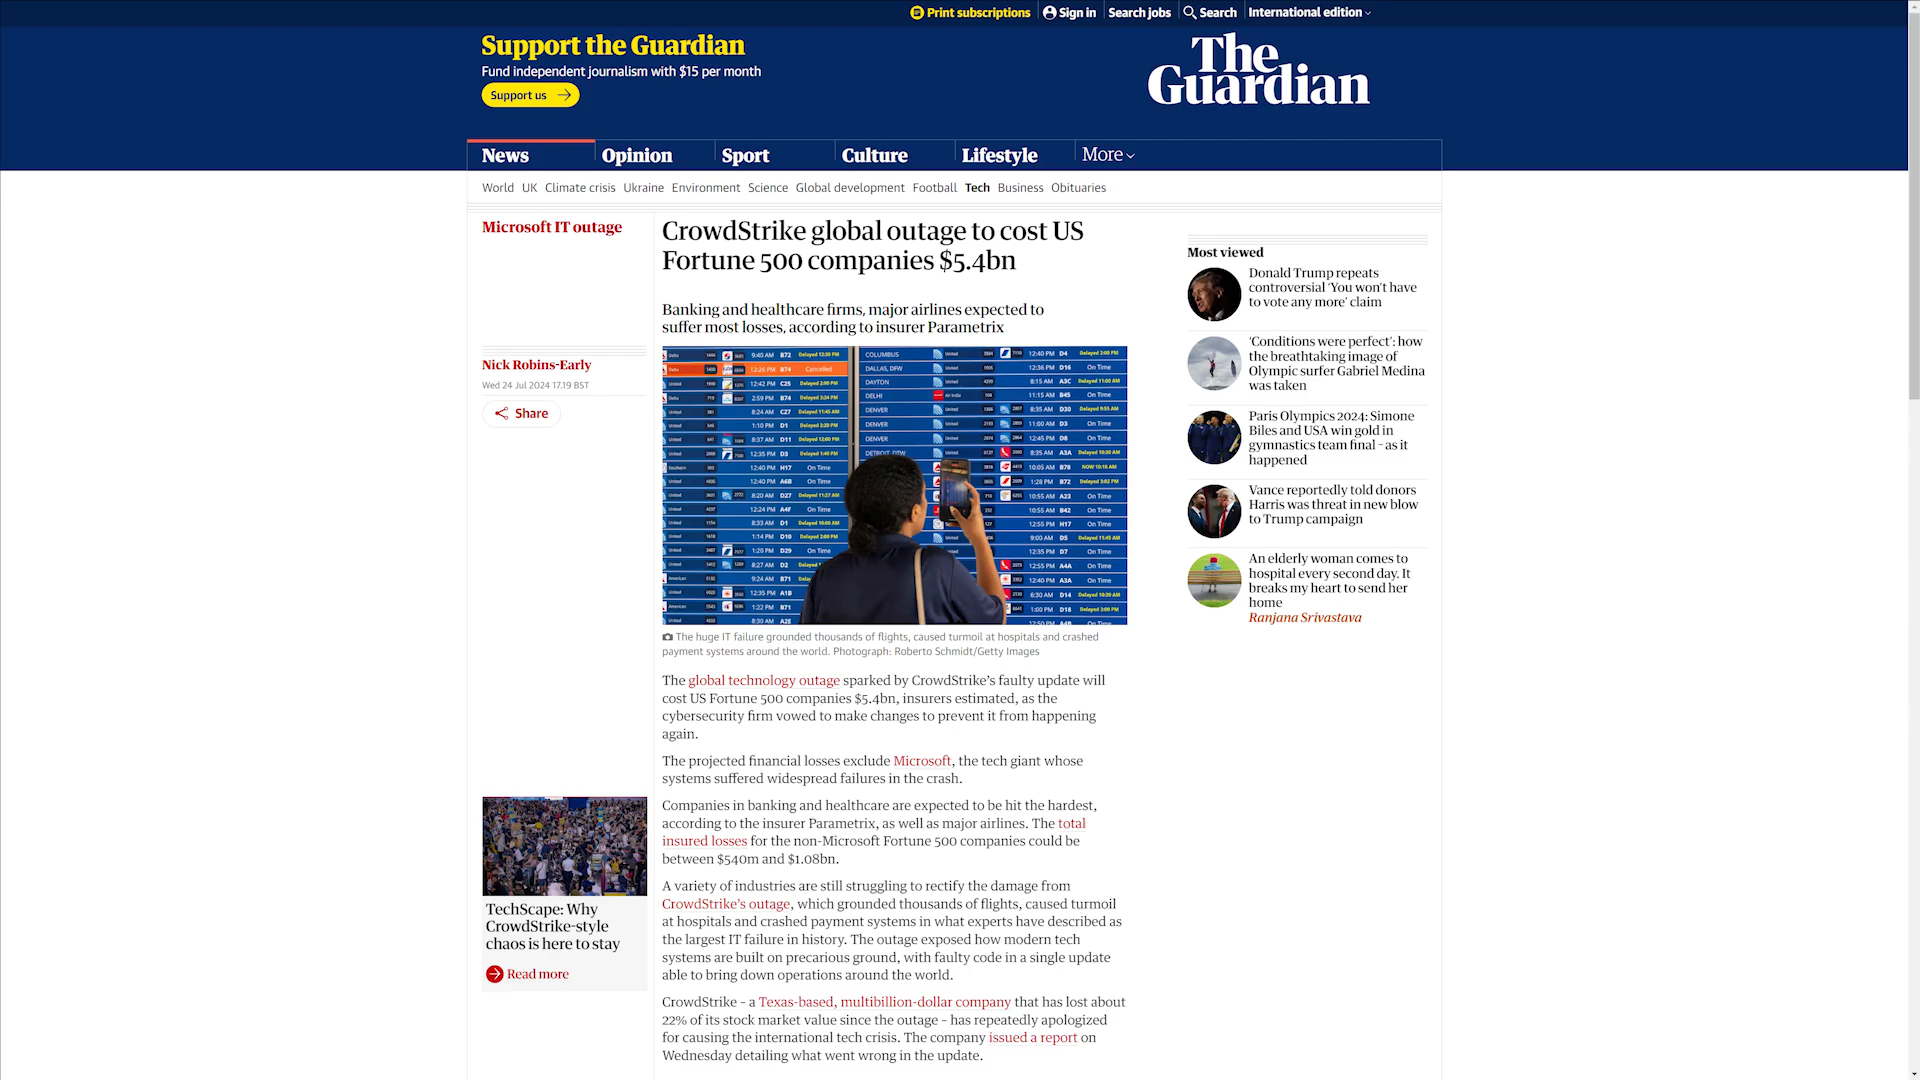 Print subscriptions
Sign in
Search jobs
Search
International edition
Support the Guardian
Fund independent journalism with $15 per month
Support us
The
Guardian
News
Opinion
Sport
Culture
Lifestyle
More
World UK Climate crisis Ukraine Environment Science Global development Football Tech Business Obituaries
Microsoft IT outage
CrowdStrike global outage to cost US
Fortune 500 companies $5.4bn
Banking and healthcare firms, major airlines expected to
suffer most losses, according to insurer Parametrix
Nick Robins-Early
Wed 24 Jul 2024 17.19 BST
Share
COLUMBUS
DALLAS, DFW
DAYTON
DELHI
DENVER
DENVER
DENVER
The huge IT failure grounded thousands of flights, caused turmoil at hospitals and crashed
payment systems around the world. Photograph: Roberto Schmidt/Getty Images
The global technology outage sparked by CrowdStrike's faulty update will
cost US Fortune 500 companies $5.4bn, insurers estimated, as the
cybersecurity firm vowed to make changes to prevent it from happening
again.
The projected financial losses exclude Microsoft, the tech giant whose
systems suffered widespread failures in the crash.
Companies in banking and healthcare are expected to be hit the hardest,
according to the insurer Parametrix, as well as major airlines. The total
insured losses for the non-Microsoft Fortune 500 companies could be
between $540m and $1.08bn.
A variety of industries are still struggling to rectify the damage from
CrowdStrike's outage, which grounded thousands of flights, caused turmoil
at hospitals and crashed payment systems in what experts have described as
the largest IT failure in history. The outage exposed how modern tech
systems are built on precarious ground, with faulty code in a single update
able to bring down operations around the world.
CrowdStrike – a Texas-based, multibillion-dollar company that has lost about
22% of its stock market value since the outage – has repeatedly apologized
for causing the international tech crisis. The company issued a report on
Wednesday detailing what went wrong in the update.
TechScape: Why
CrowdStrike-style
chaos is here to stay
Read more
Most viewed
Donald Trump repeats
controversial 'You won't have
to vote any more' claim
'Conditions were perfect': how
the breathtaking image of
Olympic surfer Gabriel Medina
was taken
Paris Olympics 2024: Simone
Biles and USA win gold in
gymnastics team final – as it
happened
Vance reportedly told donors
Harris was threat in new blow
to Trump campaign
An elderly woman comes to
hospital every second day. It
breaks my heart to send her
home
Ranjana Srivastava